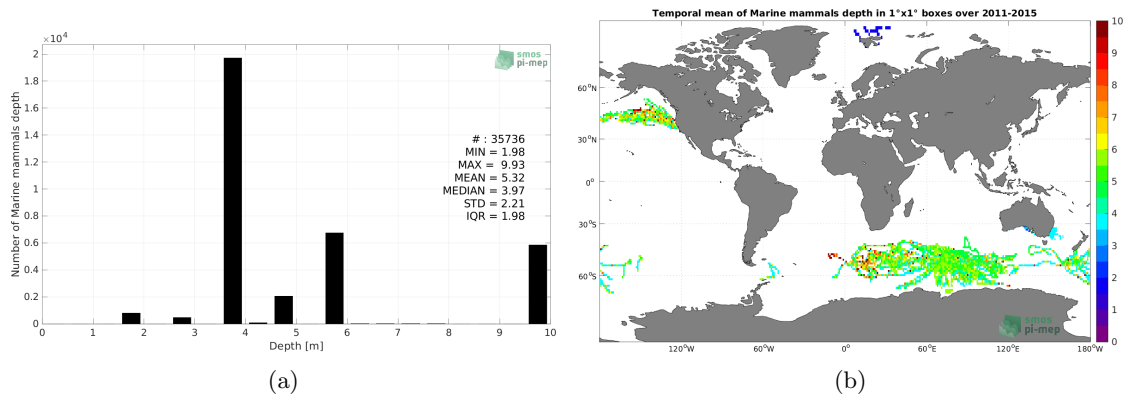 ×10⁴
2
1.8
1.6
1.4
1.2
1
0.8
0.6
0.4
0.2
0
Number of Marine mammals depth
smos
pi-mep
# : 35736
MIN = 1.98
MAX = 9.93
MEAN = 5.32
MEDIAN = 3.97
STD = 2.21
IQR = 1.98
0 1 2 3 4 5 6 7 8 9 10
Depth [m]
(a)
Temporal mean of Marine mammals depth in 1°x1° boxes over 2011-2015
60°N
30°N
0°
30°S
60°S
120°W 60°W 0° 60°E 120°E 180°W
smos
pi-mep
10
9
8
7
6
5
4
3
2
1
0
(b)